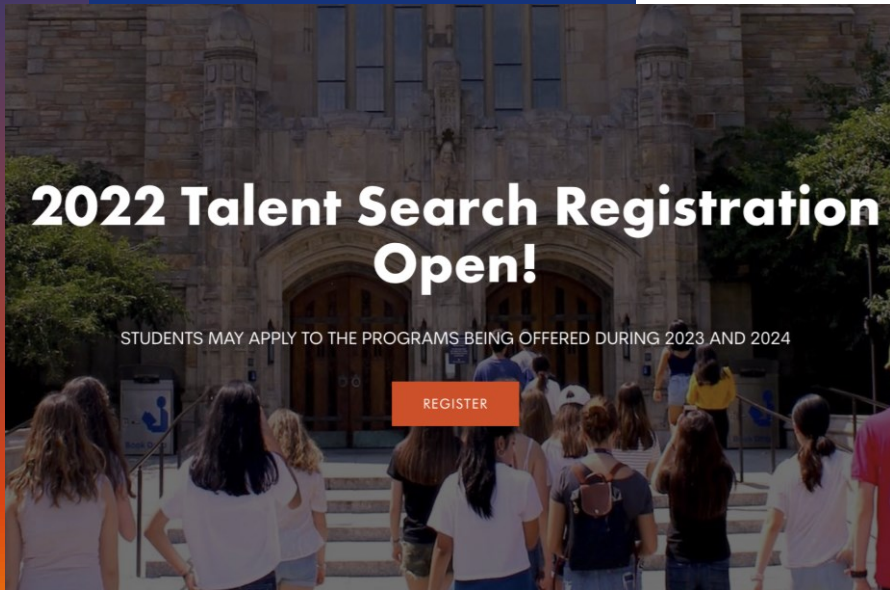 2022 Talent Search Registration
Open!
STUDENTS MAY APPLY TO THE PROGRAMS BEING OFFERED DURING 2023 AND 2024
REGISTER